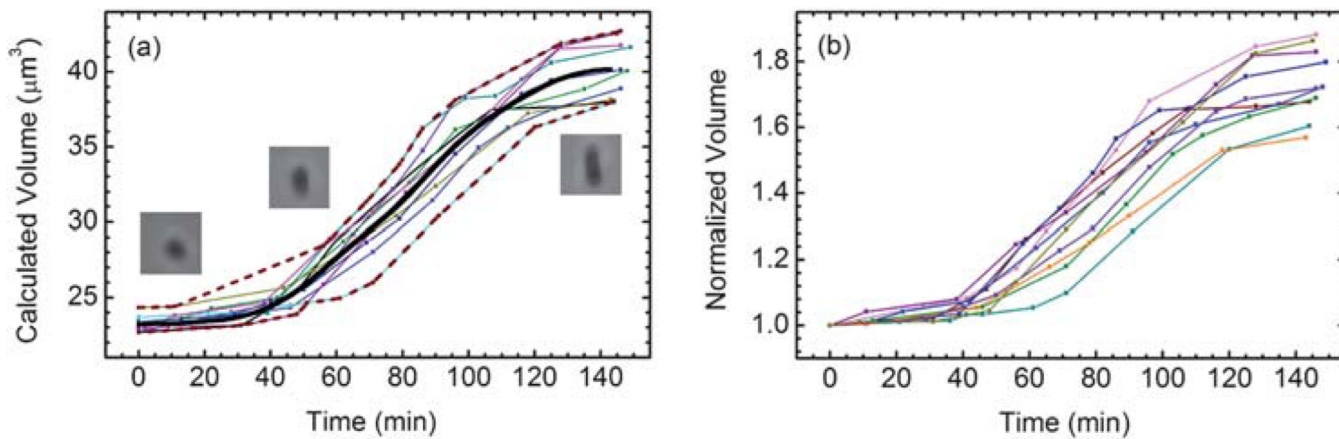 (a)
Calculated Volume (μm³)
40
35
30
25
0 20 40 60 80 100 120 140
Time (min)
(b)
Normalized Volume
1.8
1.6
1.4
1.2
1.0
0 20 40 60 80 100 120 140
Time (min)